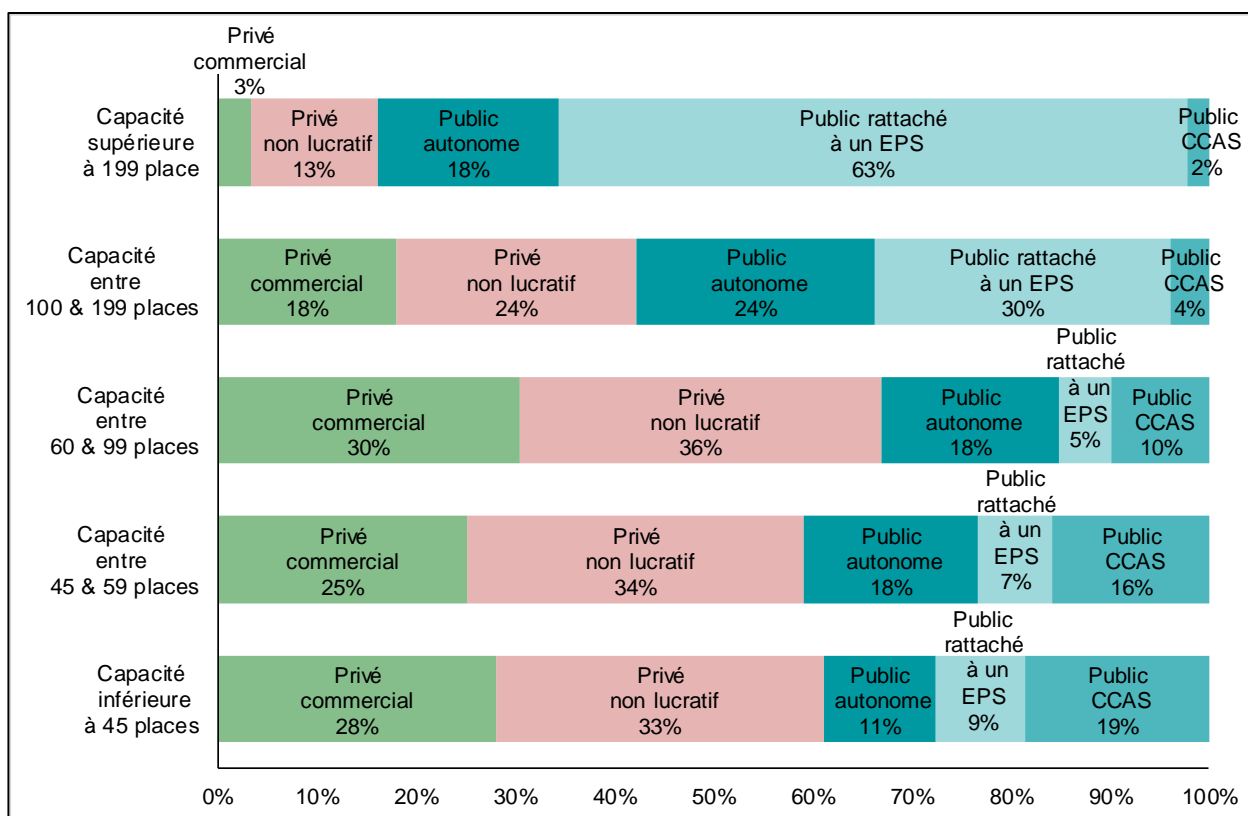 Privé
commercial
3%
Capacité
supérieure
à 199 place
Privé
non lucratif
13%
Public
autonome
18%
Public rattaché
à un EPS
63%
Public
CCAS
2%
Capacité
entre
100 & 199 places
Privé
commercial
18%
Privé
non lucratif
24%
Public
autonome
24%
Public rattaché
à un EPS
30%
Public
CCAS
4%
Capacité
entre
60 & 99 places
Privé
commercial
30%
Privé
non lucratif
36%
Public
autonome
18%
Public
rattaché
à un
EPS
5%
Public
CCAS
10%
Capacité
entre
45 & 59 places
Privé
commercial
25%
Privé
non lucratif
34%
Public
autonome
18%
Public
rattaché
à un
EPS
7%
Public
CCAS
16%
Capacité
inférieure
à 45 places
Privé
commercial
28%
Privé
non lucratif
33%
Public
autonome
11%
Public
rattaché
à un
EPS
9%
Public
CCAS
19%
0% 10% 20% 30% 40% 50% 60% 70% 80% 90% 100%